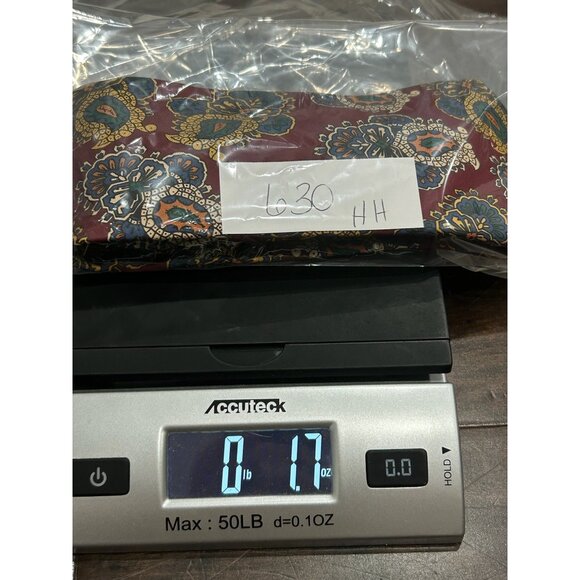 630 HH
Accuteck
0 lb 1.7 oz
0.0
HOLD ▼
Max : 50LB d=0.1OZ